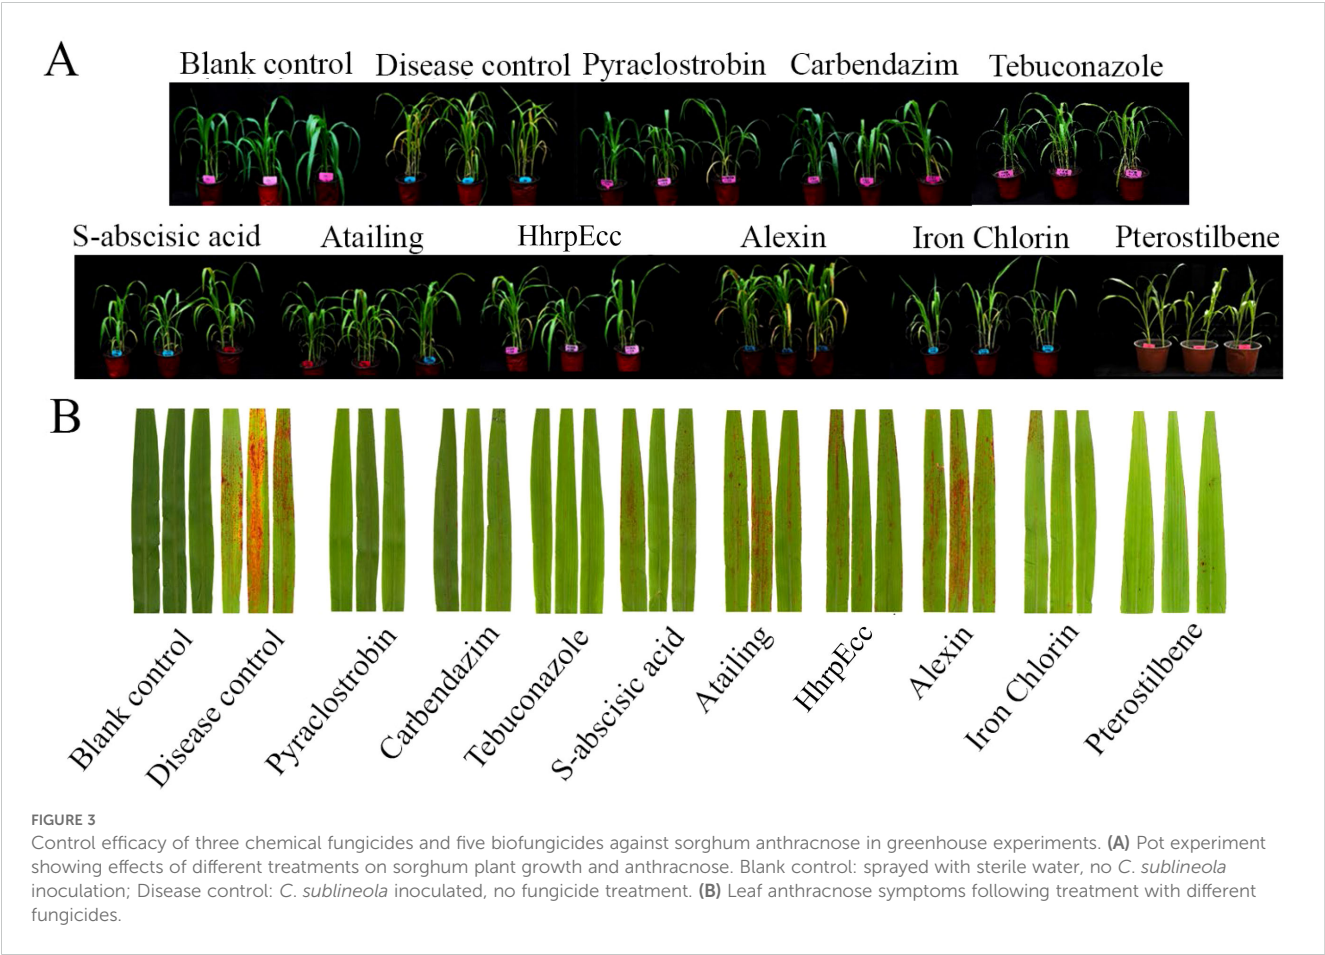 A
Blank control Disease control Pyraclostrobin Carbendazim Tebuconazole
S-abscisic acid Atailing HhrpEcc Alexin Iron Chlorin Pterostilbene
B
Blank control
Disease control
Pyraclostrobin
Carbendazim
Tebuconazole
S-abscisic acid
Atailing
HhrpEcc
Alexin
Iron Chlorin
Pterostilbene
FIGURE 3
Control efficacy of three chemical fungicides and five biofungicides against sorghum anthracnose in greenhouse experiments. (A) Pot experiment
showing effects of different treatments on sorghum plant growth and anthracnose. Blank control: sprayed with sterile water, no C. sublineola
inoculation; Disease control: C. sublineola inoculated, no fungicide treatment. (B) Leaf anthracnose symptoms following treatment with different
fungicides.